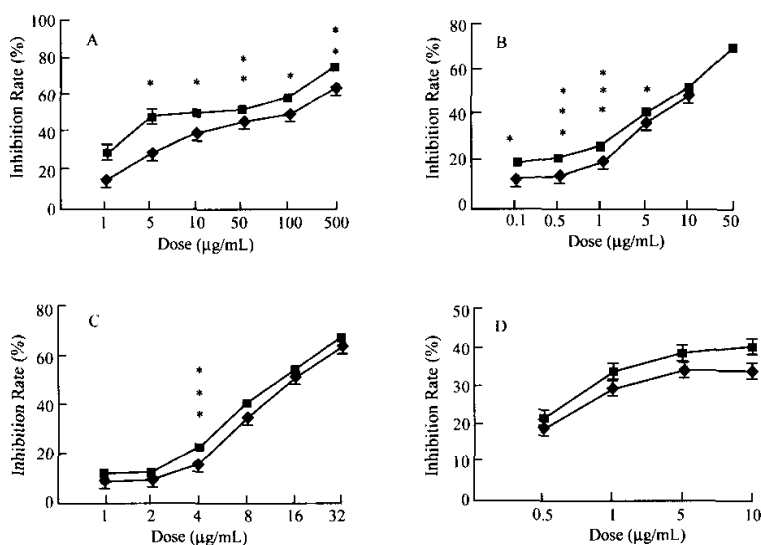 A
Inhibition Rate (%)
100
80
60
40
20
0
* * ** * **
1 5 10 50 100 500
Dose (μg/mL)
B
Inhibition Rate (%)
80
60
40
20
0
* *** *** *
0.1 0.5 1 5 10 50
Dose (μg/mL)
C
Inhibition Rate (%)
80
60
40
20
0
***
1 2 4 8 16 32
Dose (μg/mL)
D
Inhibition Rate (%)
50
40
30
20
10
0
0.5 1 5 10
Dose (μg/mL)